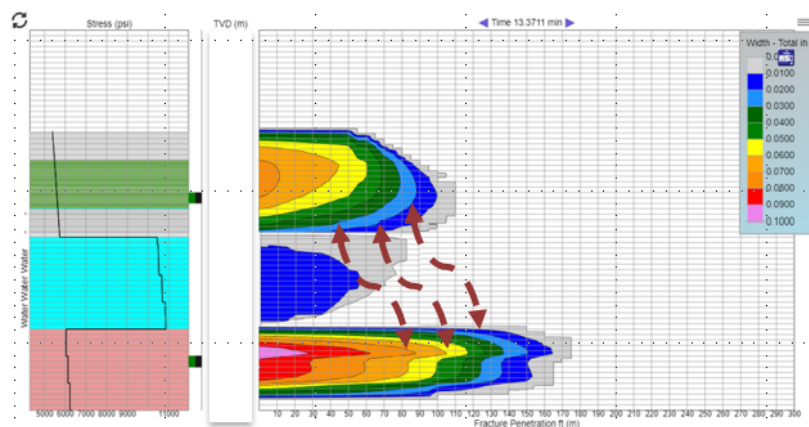 Stress (psi)
TVD (m)
Time 13.3711 min
Width - Total in
0.0100
0.0200
0.0300
0.0400
0.0500
0.0600
0.0700
0.0800
0.0900
0.1000
Water Water Water
5000 6000 7000 8000 9000 11000
10 20 30 40 50 60 70 80 90 100 110 120 130 140 150 160 170 180 190 200 210 220 230 240 250 260 270 280 290 300
Fracture Penetration ft (m)